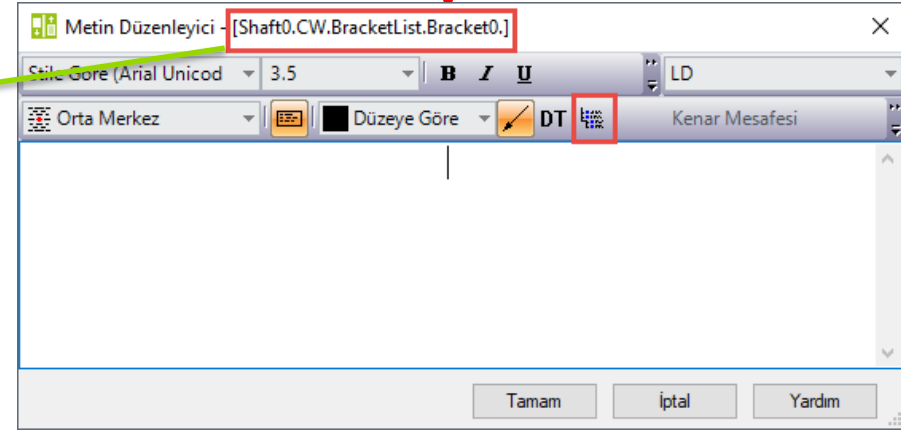 Metin Düzenleyici - [Shaft0.CW.BracketList.Bracket0.]
Stile Göre (Arial Unicod 3.5 B I U LD
Orta Merkez Düzeye Göre DT Kenar Mesafesi
Tamam İptal Yardım